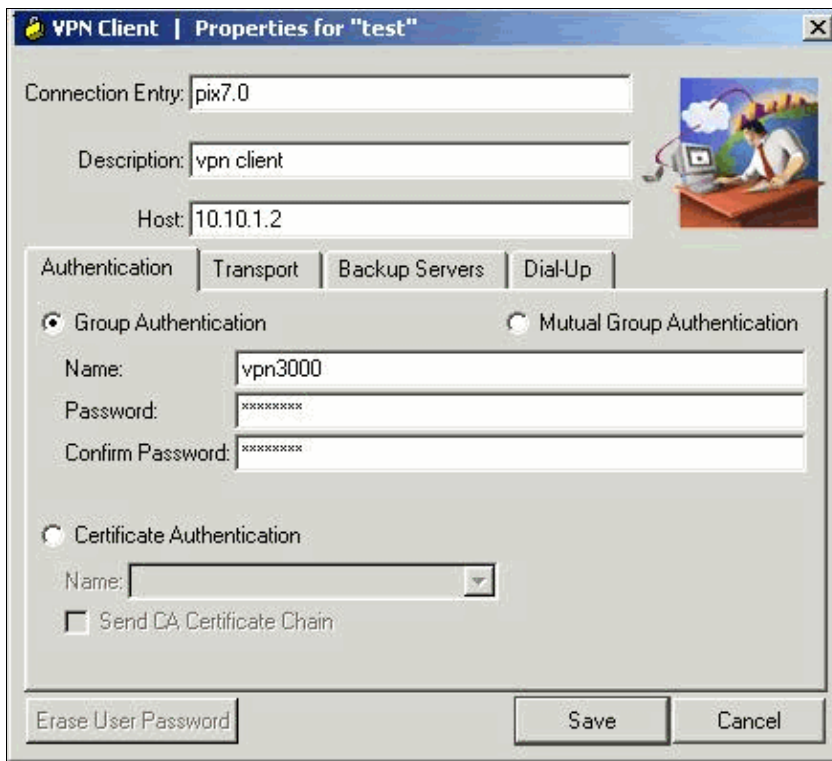 VPN Client | Properties for "test"
Connection Entry: pix7.0
Description: vpn client
Host: 10.10.1.2
Authentication Transport Backup Servers Dial-Up
Group Authentication Mutual Group Authentication
Name: vpn3000
Password: ********
Confirm Password: ********
Certificate Authentication
Name:
Send CA Certificate Chain
Erase User Password Save Cancel